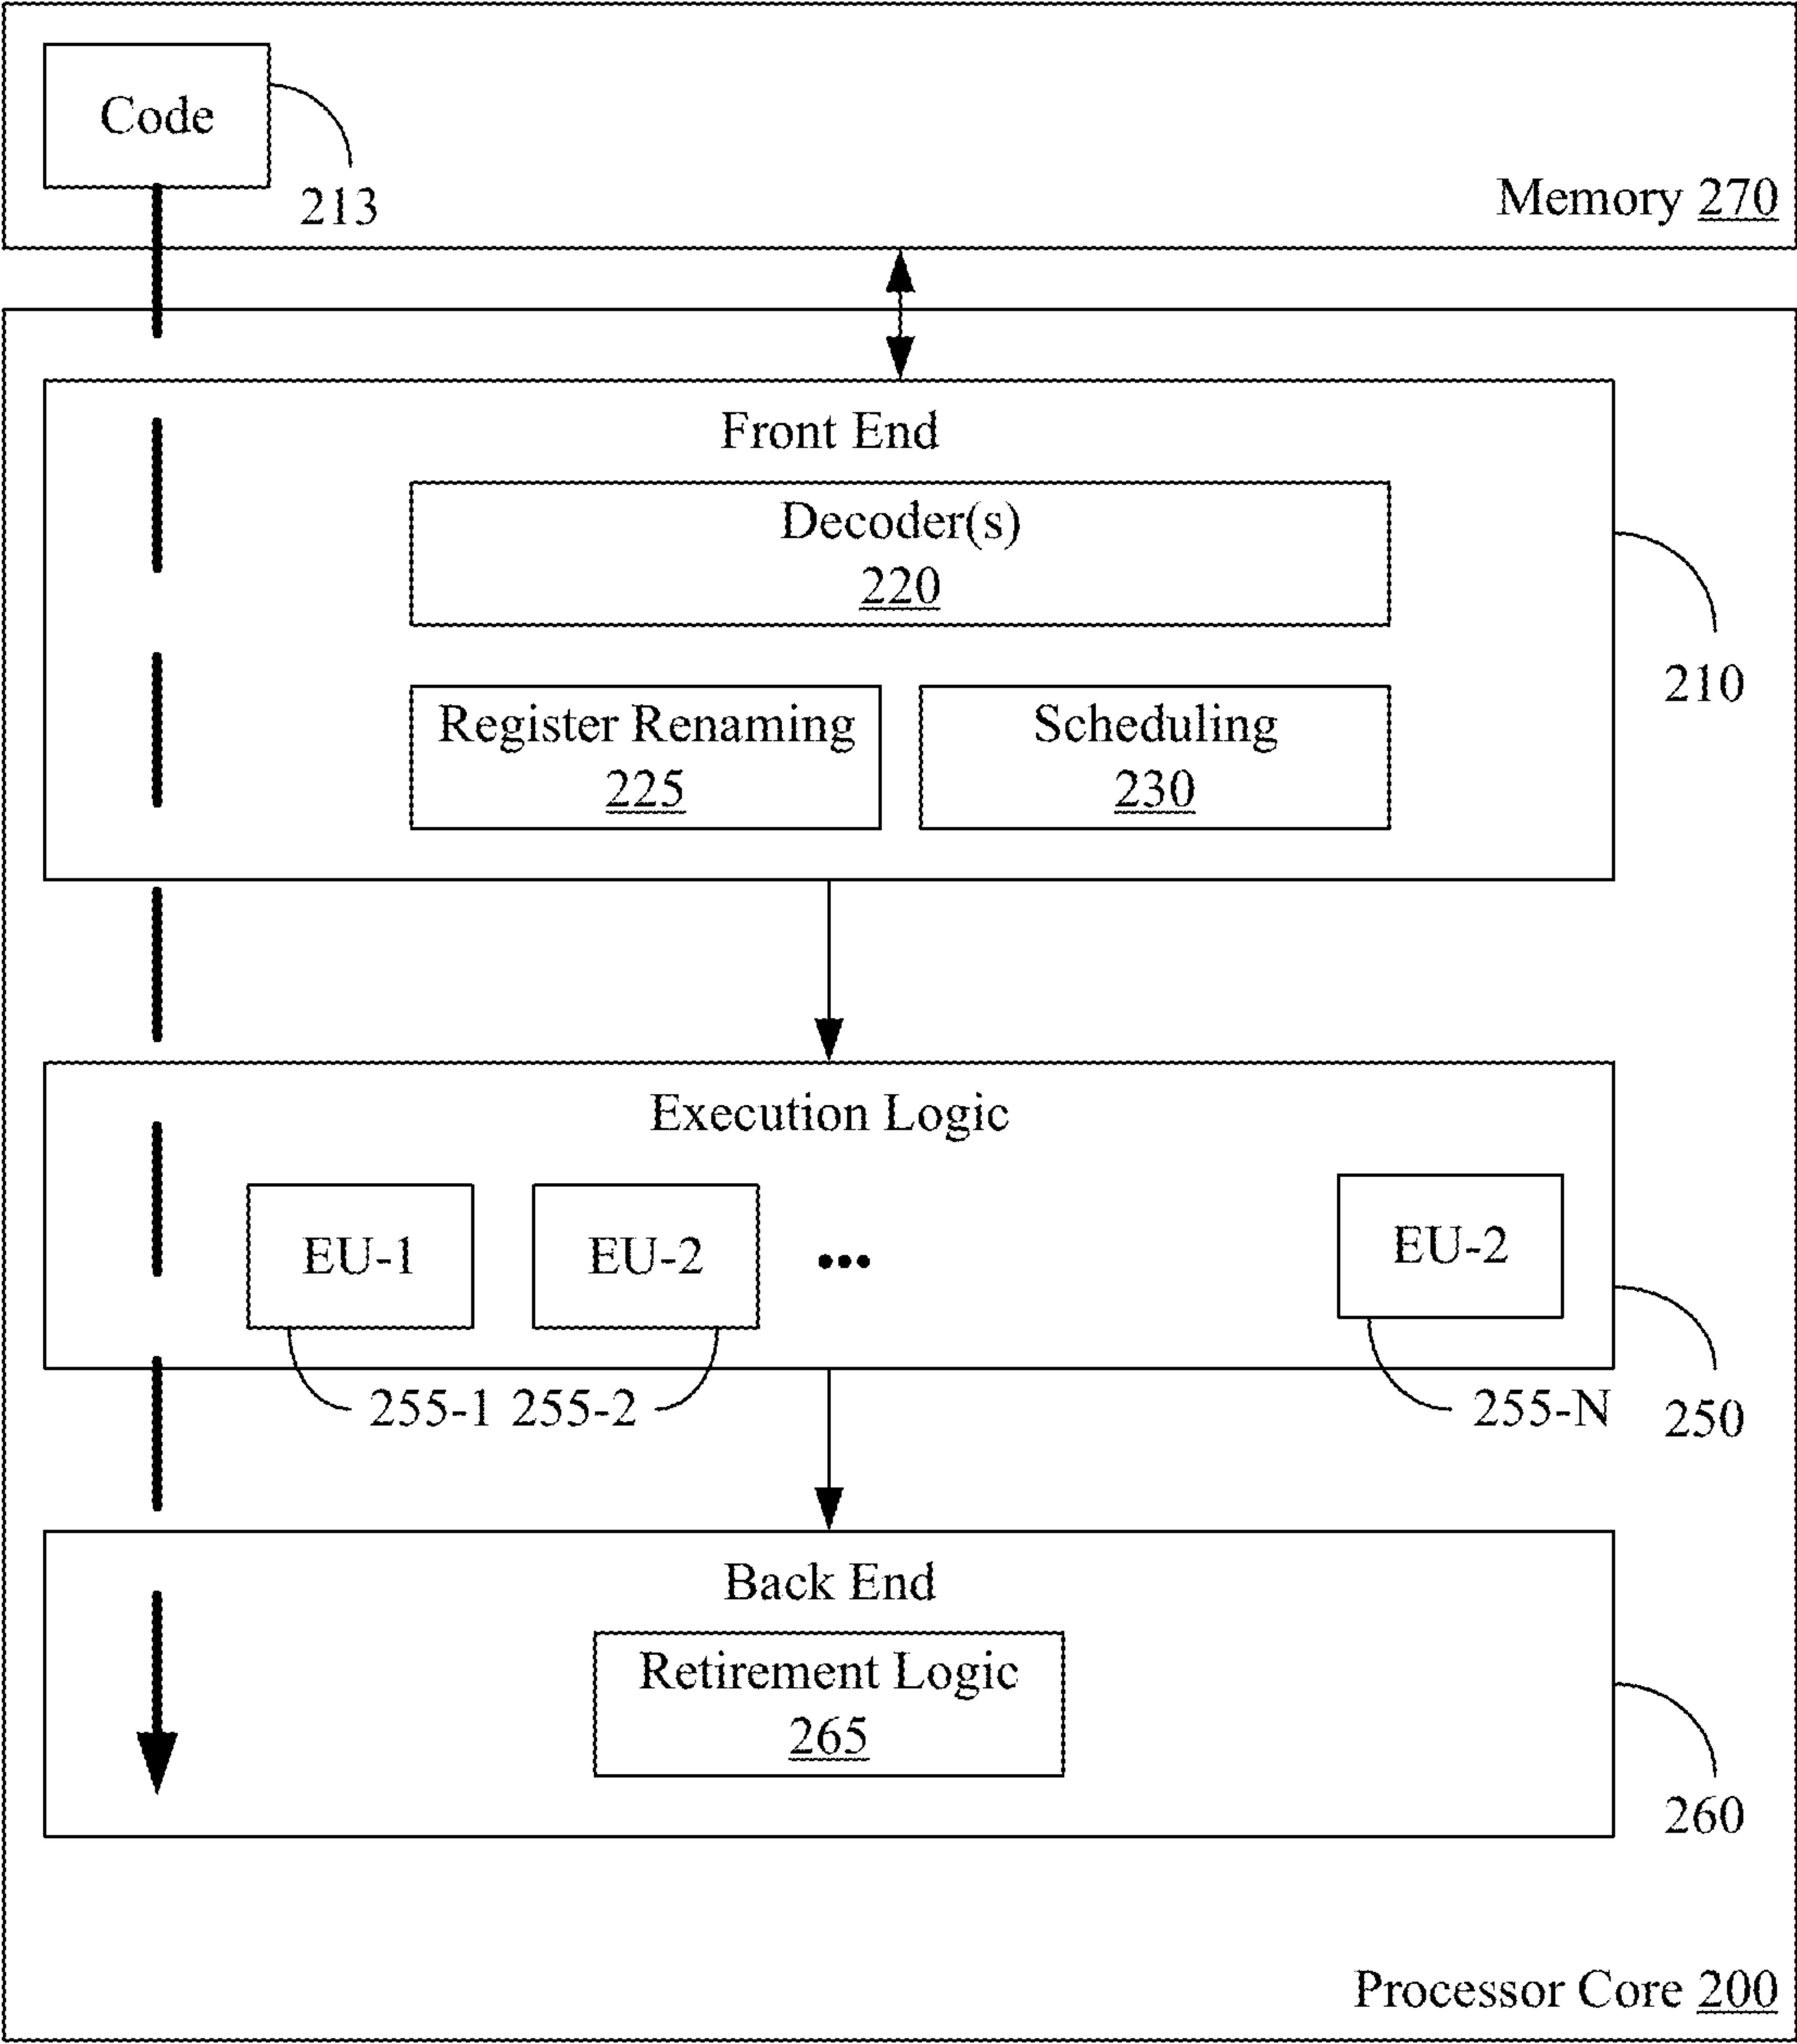 Code
213
Memory 270
Front End
Decoder(s)
220
210
Register Renaming
225
Scheduling
230
Execution Logic
EU-1
EU-2
•••
EU-2
255-1 255-2
255-N
250
Back End
Retirement Logic
265
260
Processor Core 200